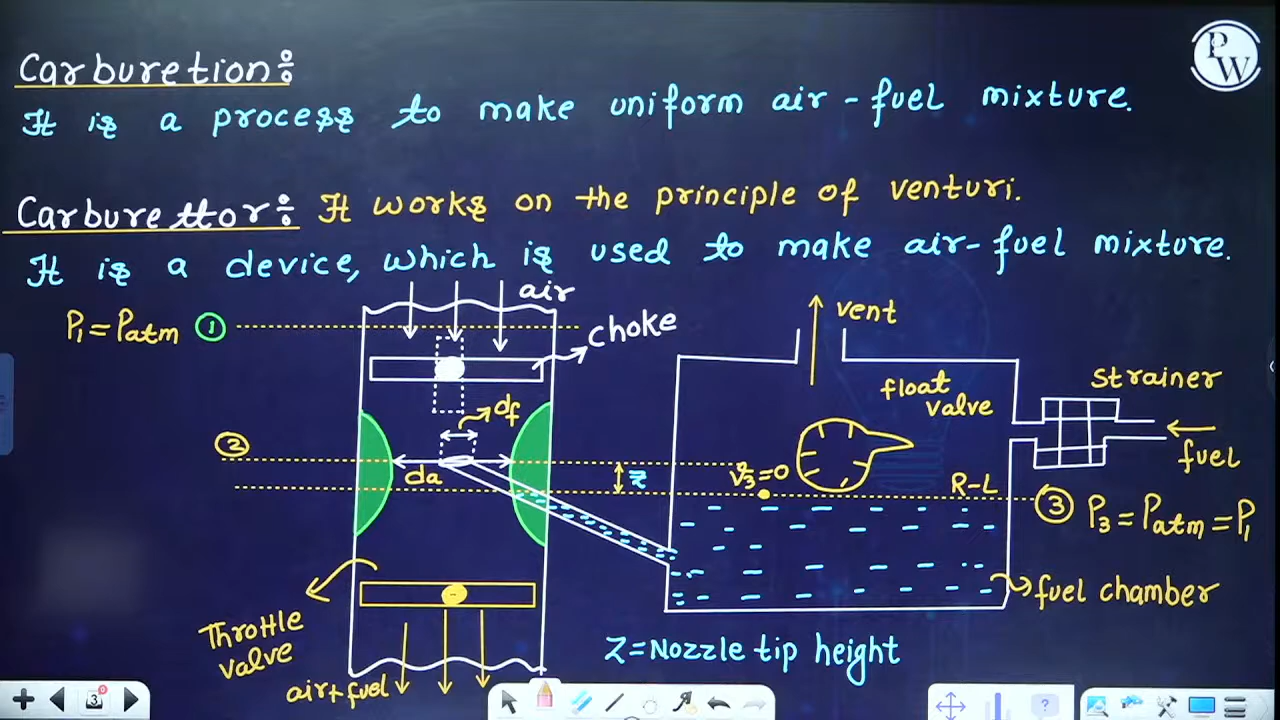 PW
Carburetion:
It is a process to make uniform air-fuel mixture.
Carburettor: It works on the principle of venturi.
It is a device, which is used to make air-fuel mixture.
air
P₁ = Patm ①
choke
vent
float valve
strainer
fuel
df
②
da
z
V₃=0
R-L
③ P₃ = Patm = P₁
fuel chamber
Throttle valve
Z = Nozzle tip height
air+fuel
3